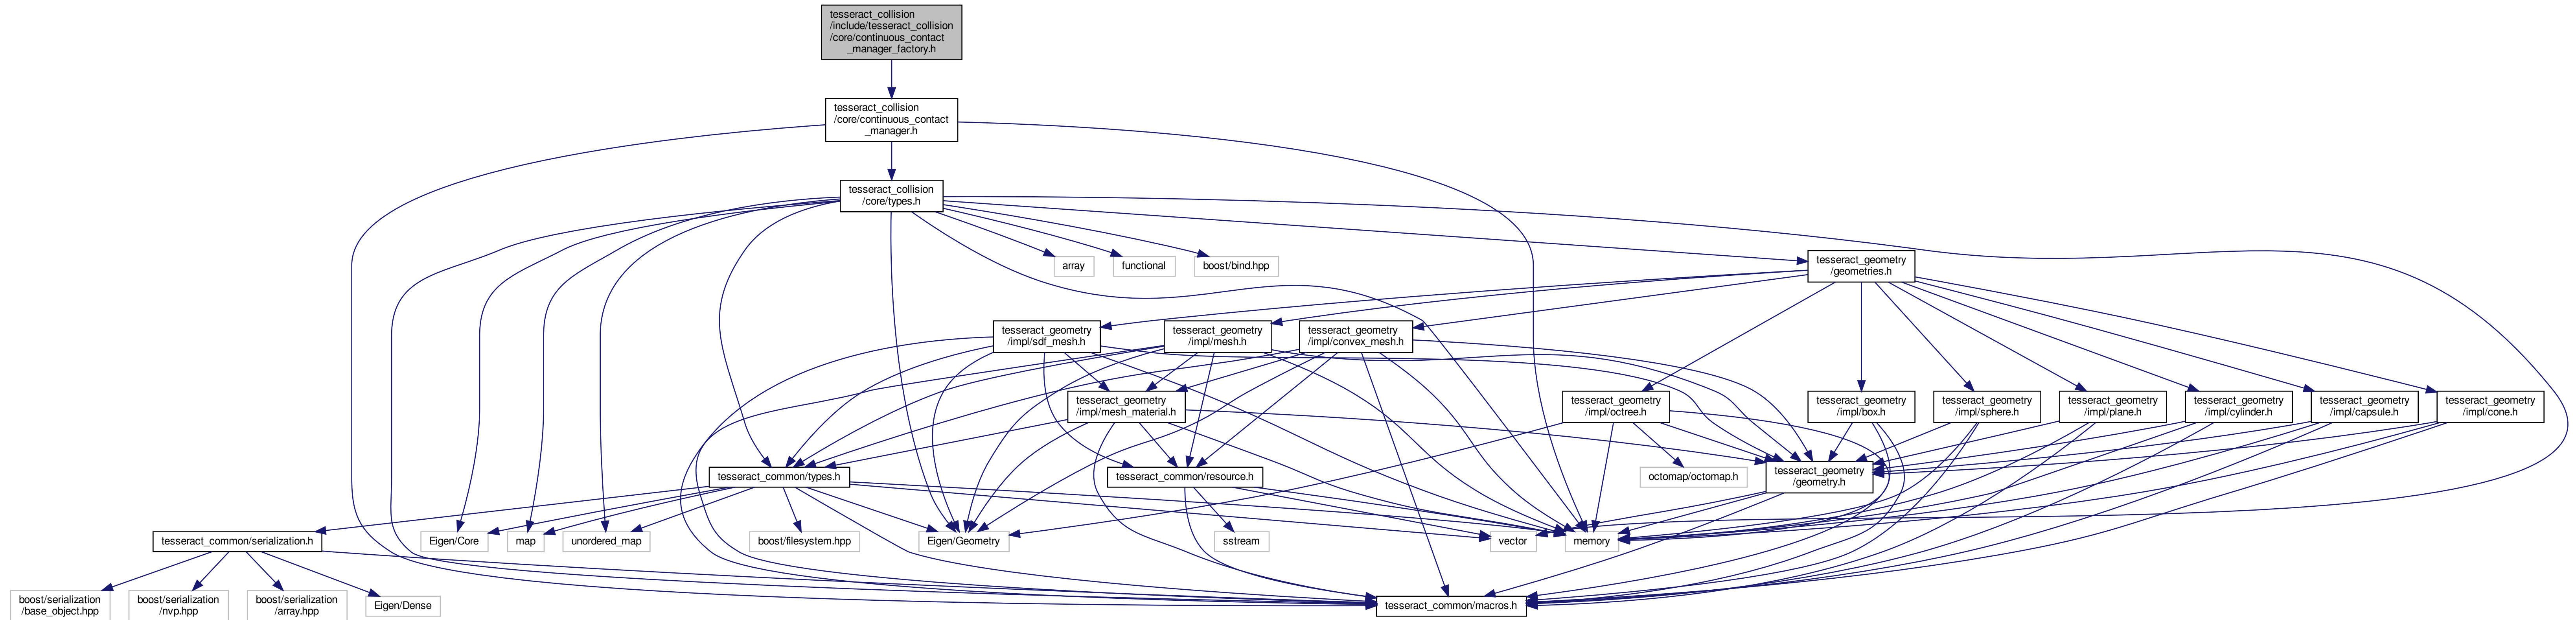 tesseract_collision
/include/tesseract_collision
/core/continuous_contact
_manager_factory.h
tesseract_collision
/core/continuous_contact
_manager.h
tesseract_collision
/core/types.h
array
functional
boost/bind.hpp
tesseract_geometry
/geometries.h
tesseract_geometry
/impl/sdf_mesh.h
tesseract_geometry
/impl/mesh.h
tesseract_geometry
/impl/convex_mesh.h
tesseract_geometry
/impl/mesh_material.h
tesseract_geometry
/impl/octree.h
tesseract_geometry
/impl/box.h
tesseract_geometry
/impl/sphere.h
tesseract_geometry
/impl/plane.h
tesseract_geometry
/impl/cylinder.h
tesseract_geometry
/impl/capsule.h
tesseract_geometry
/impl/cone.h
tesseract_common/types.h
tesseract_common/resource.h
octomap/octomap.h
tesseract_geometry
/geometry.h
tesseract_common/serialization.h
Eigen/Core
map
unordered_map
boost/filesystem.hpp
Eigen/Geometry
sstream
vector
memory
boost/serialization
/base_object.hpp
boost/serialization
/nvp.hpp
boost/serialization
/array.hpp
Eigen/Dense
tesseract_common/macros.h